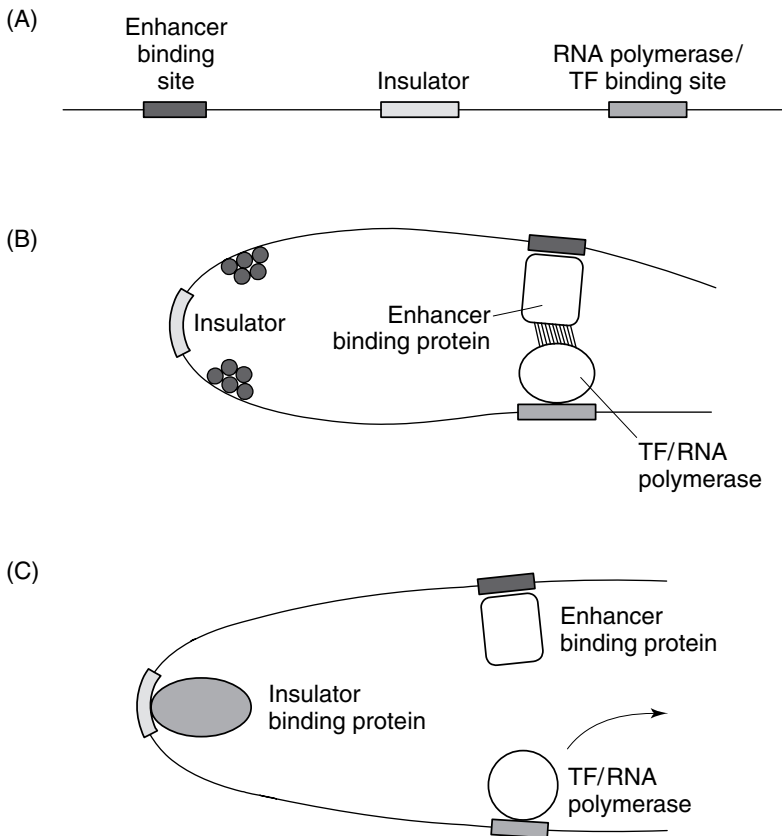 (A)
Enhancer
binding
site
Insulator
RNA polymerase/
TF binding site
(B)
Insulator
Enhancer
binding protein
TF/RNA
polymerase
(C)
Enhancer
binding protein
Insulator
binding protein
TF/RNA
polymerase